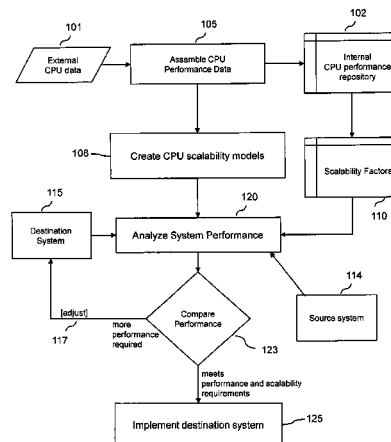 101
External
CPU data
105
Assemble CPU
Performance Data
102
Internal
CPU performance
repository
108
Create CPU scalability models
Scalability Factors
110
115
Destination
System
120
Analyze System Performance
114
Source system
[adjust]
117
more
performance
required
Compare
Performance
123
meets
performance and scalability
requirements
Implement destination system
125